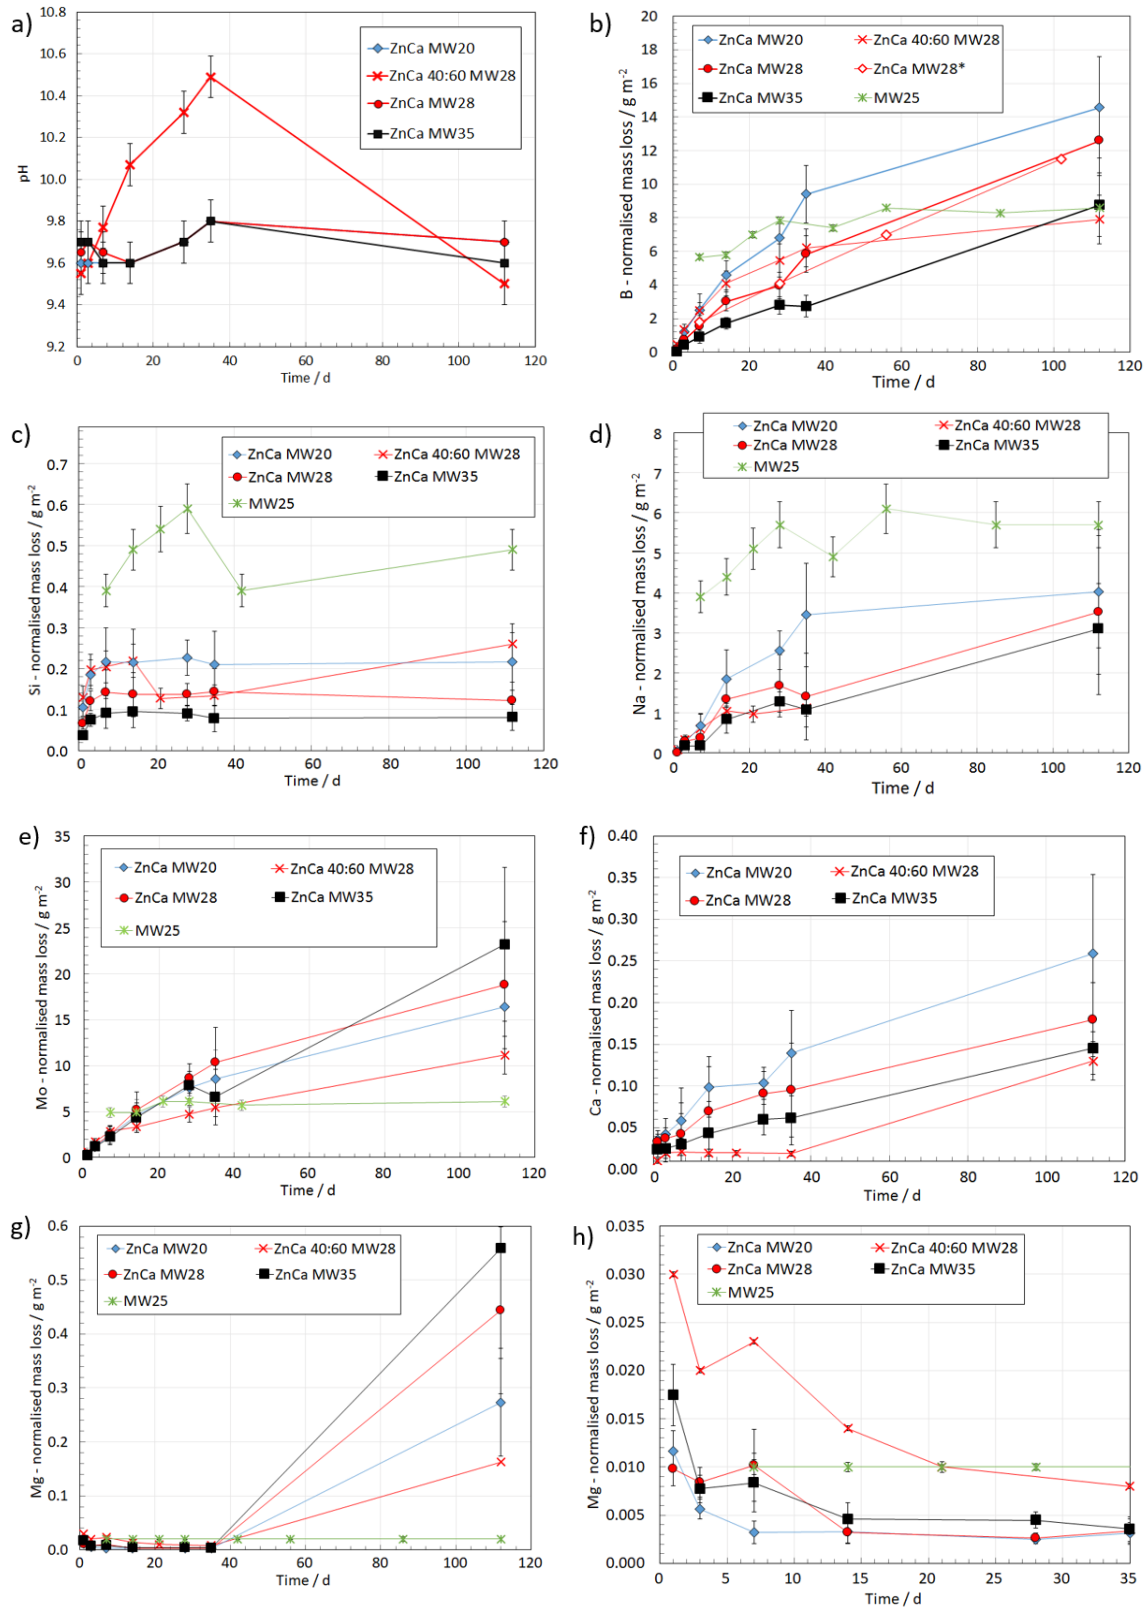 a)
10.8
10.6
10.4
10.2
10.0
9.8
9.6
9.4
9.2
pH
0 20 40 60 80 100 120
Time / d
ZnCa MW20
ZnCa 40:60 MW28
ZnCa MW28
ZnCa MW35
b)
20
18
16
14
12
10
8
6
4
2
0
B - normalised mass loss / g m-2
0 20 40 60 80 100 120
Time / d
ZnCa MW20 ZnCa 40:60 MW28
ZnCa MW28 ZnCa MW28*
ZnCa MW35 MW25
c)
0.7
0.6
0.5
0.4
0.3
0.2
0.1
0.0
Si - normalised mass loss / g m-2
0 20 40 60 80 100 120
Time / d
ZnCa MW20 ZnCa 40:60 MW28
ZnCa MW28 ZnCa MW35
MW25
d)
8
7
6
5
4
3
2
1
0
Na - normalised mass loss / g m-2
0 20 40 60 80 100 120
Time / d
ZnCa MW20 ZnCa 40:60 MW28
ZnCa MW28 ZnCa MW35
MW25
e)
35
30
25
20
15
10
5
0
Mo - normalised mass loss / g m-2
0 20 40 60 80 100 120
Time / d
ZnCa MW20 ZnCa 40:60 MW28
ZnCa MW28 ZnCa MW35
MW25
f)
0.40
0.35
0.30
0.25
0.20
0.15
0.10
0.05
0.00
Ca - normalised mass loss / g m-2
0 20 40 60 80 100 120
Time / d
ZnCa MW20 ZnCa 40:60 MW28
ZnCa MW28 ZnCa MW35
g)
0.6
0.5
0.4
0.3
0.2
0.1
0.0
Mg - normalised mass loss / g m-2
0 20 40 60 80 100 120
Time / d
ZnCa MW20 ZnCa 40:60 MW28
ZnCa MW28 ZnCa MW35
MW25
h)
0.035
0.030
0.025
0.020
0.015
0.010
0.005
0.000
Mg - normalised mass loss / g m-2
0 5 10 15 20 25 30 35
Time / d
ZnCa MW20 ZnCa 40:60 MW28
ZnCa MW28 ZnCa MW35
MW25